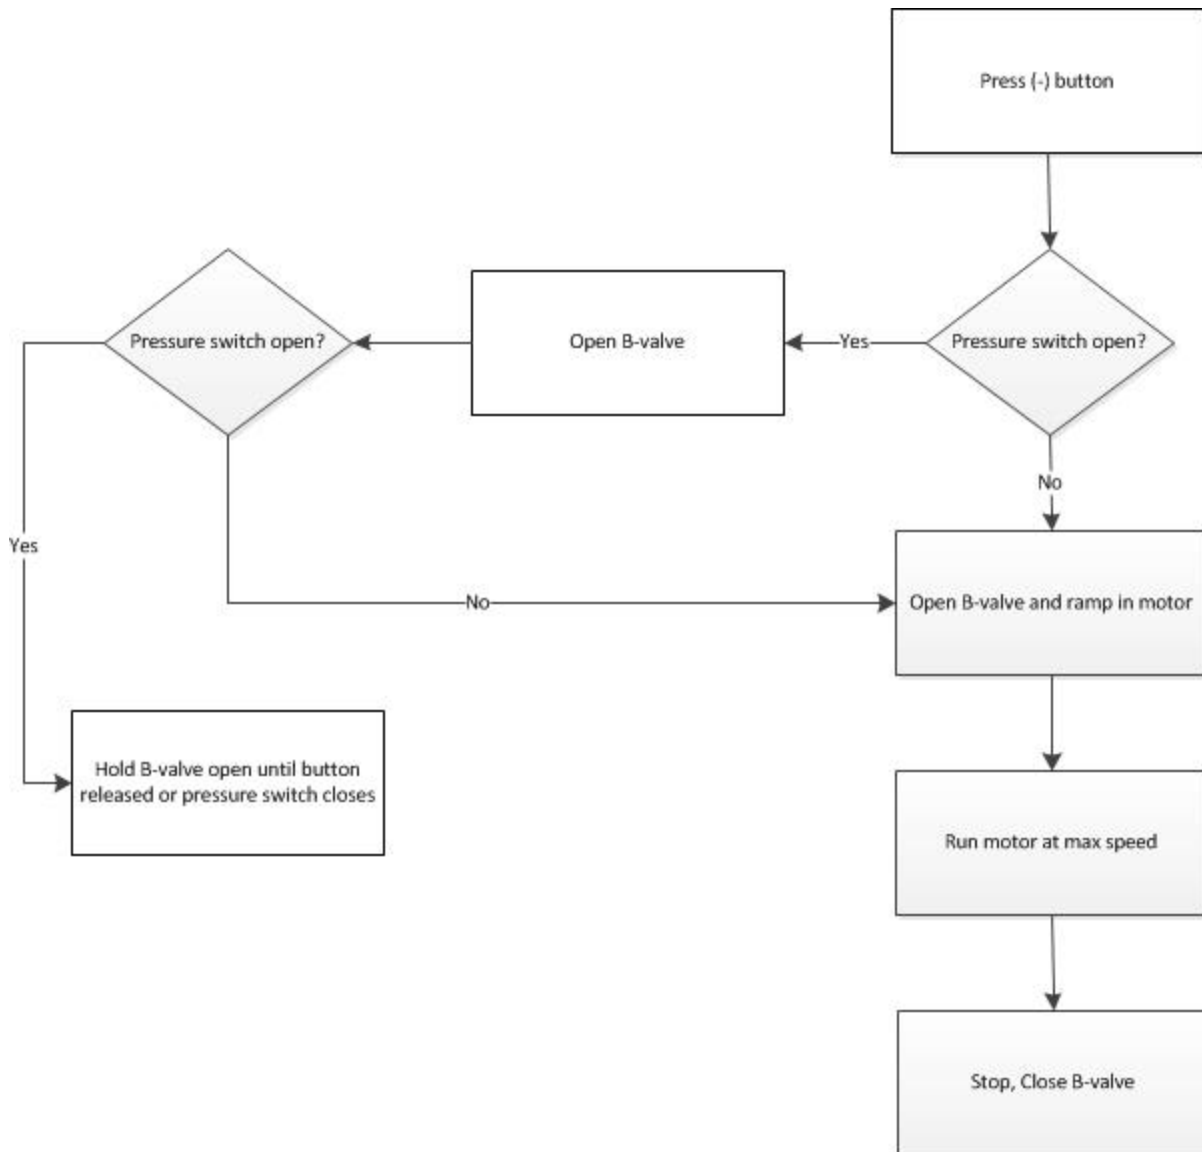 Press (-) button
Pressure switch open?
Open B-valve
Yes
Pressure switch open?
No
Yes
No
Open B-valve and ramp in motor
Hold B-valve open until button
released or pressure switch closes
Run motor at max speed
Stop, Close B-valve